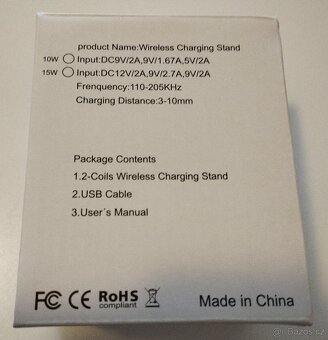 product Name:Wireless Charging Stand
10W Input:DC9V/2A,9V/1.67A,5V/2A
15W Input:DC12V/2A,9V/2.7A,9V/2A
Frenquency:110-205KHz
Charging Distance:3-10mm
Package Contents
1.2-Coils Wireless Charging Stand
2.USB Cable
3.User´s Manual
FC CE RoHS compliant
Made in China
sbazos.cz